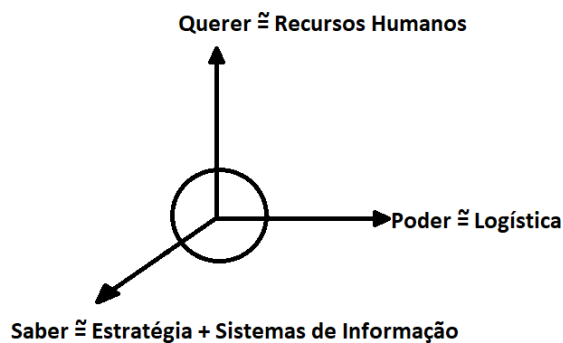 Querer ≅ Recursos Humanos
Poder ≅ Logística
Saber ≅ Estratégia + Sistemas de Informação